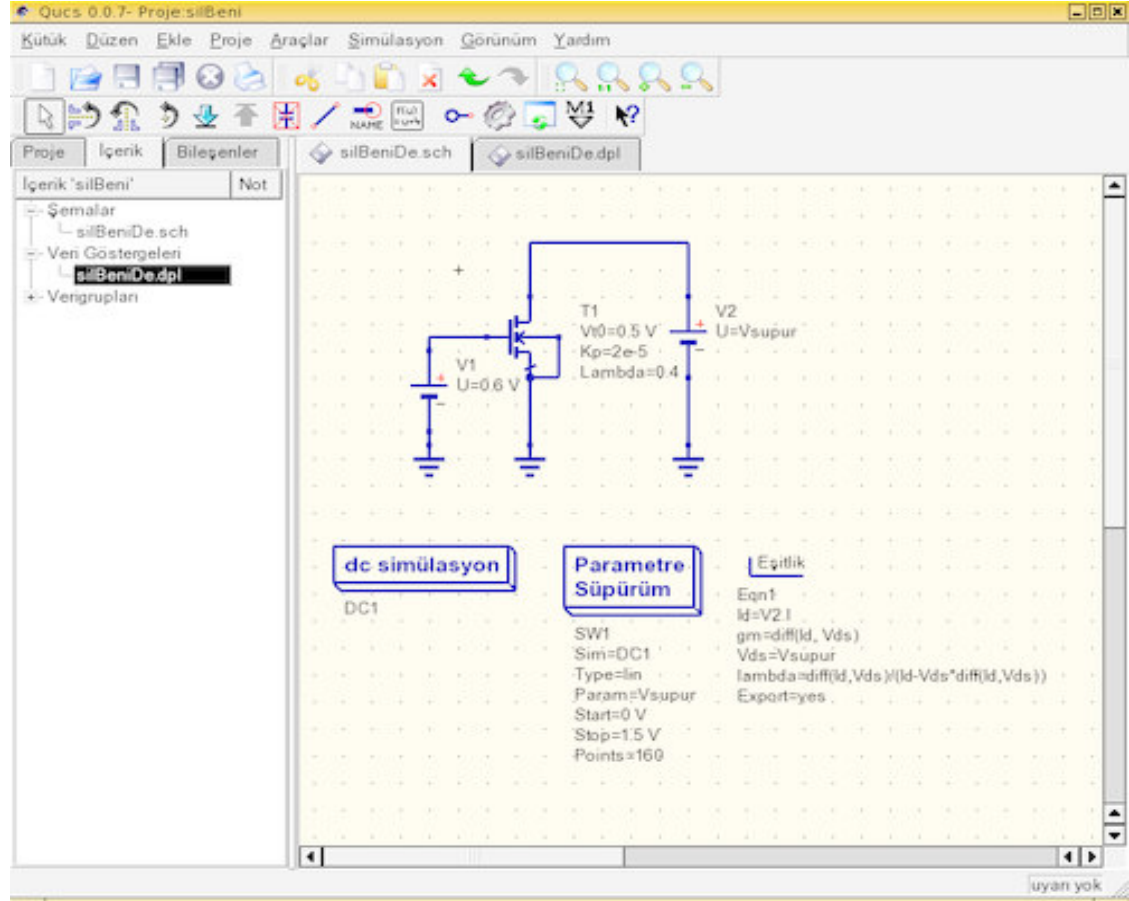 Qucs 0.0.7- Proje:silBeni
Kütük Düzen Ekle Proje Araçlar Simülasyon Görünüm Yardım
NAME
M1
Proje İçerik Bileşenler
silBeniDe.sch silBeniDe.dpl
İçerik 'silBeni' Not
Şemalar
silBeniDe.sch
Veri Göstergeleri
silBeniDe.dpl
Verigrupları
T1
Vt0=0.5 V
Kp=2e-5
Lambda=0.4
V2
U=Vsupur
V1
U=0.6 V
dc simülasyon
DC1
Parametre
Süpürüm
SW1
Sim=DC1
Type=lin
Param=Vsupur
Start=0 V
Stop=1.5 V
Points=160
Eşitlik
Eqn1
Id=V2.I
gm=diff(Id, Vds)
Vds=Vsupur
lambda=diff(Id,Vds)/(Id-Vds*diff(Id,Vds))
Export=yes
uyarı yok